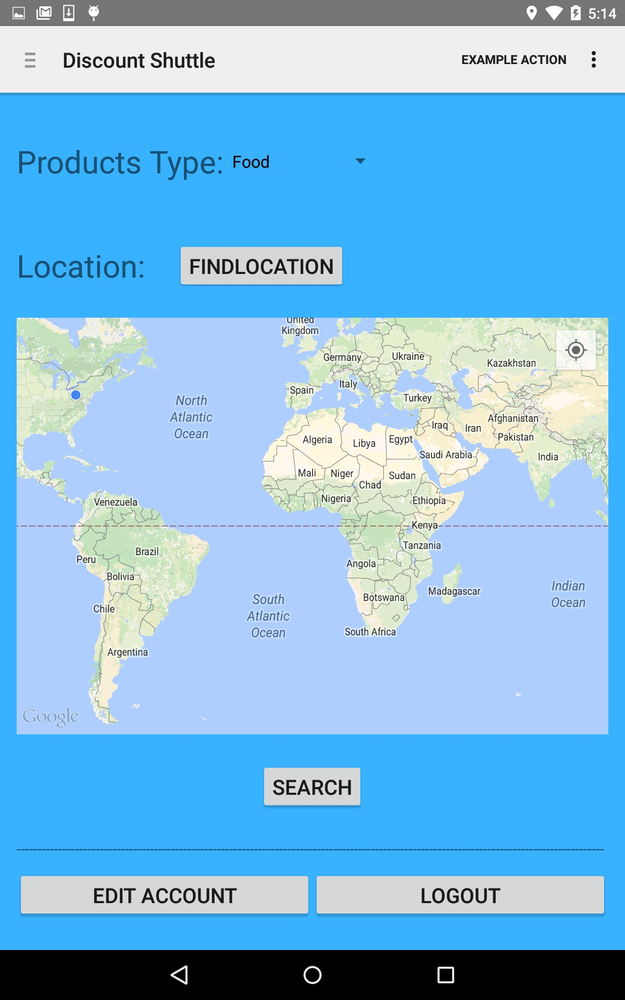 5:14
Discount Shuttle
EXAMPLE ACTION
Products Type: Food
Location:
FINDLOCATION
United
Kingdom
Germany
Ukraine
Kazakhstan
Spain
Italy
Turkey
North
Atlantic
Ocean
Afghanistan
Iraq
Iran
Pakistan
Algeria
Libya
Egypt
Saudi Arabia
India
Mali
Niger
Sudan
Chad
Nigeria
Ethiopia
Venezuela
Kenya
Tanzania
Brazil
Peru
Angola
Bolivia
Indian
Ocean
Madagascar
Botswana
South
Atlantic
Ocean
Chile
South Africa
Argentina
Google
SEARCH
EDIT ACCOUNT
LOGOUT